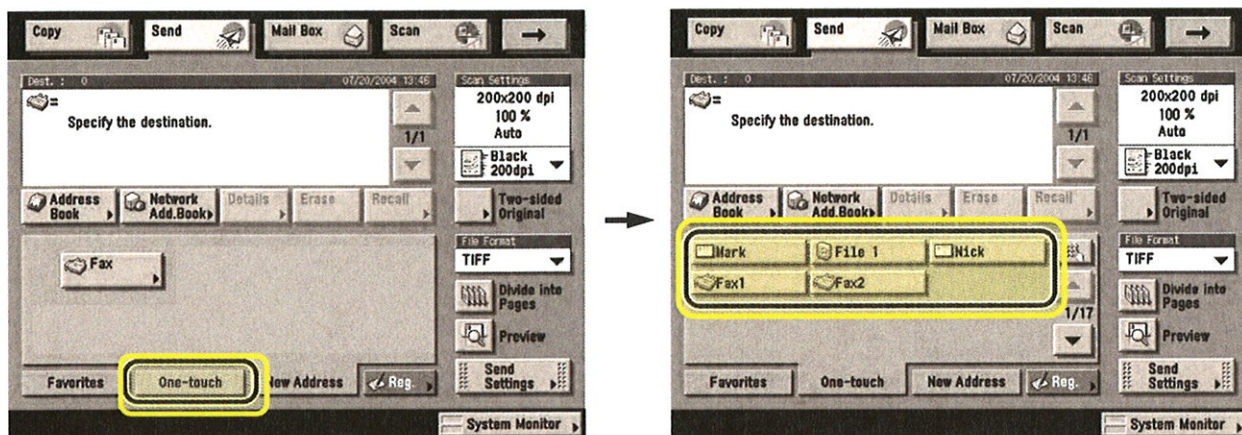 Copy
Send
Mail Box
Scan
Dest. : 0
07/20/2004 13:46
=
Specify the destination.
1/1
Scan Settings
200x200 dpi
100 %
Auto
Black
200dpi
Address
Book
Network
Add.Book
Details
Erase
Recall
Two-sided
Original
Fax
File Format
TIFF
Divide into
Pages
Preview
Favorites
One-touch
New Address
Reg.
Send
Settings
System Monitor
Copy
Send
Mail Box
Scan
Dest. : 0
07/20/2004 13:46
=
Specify the destination.
1/1
Scan Settings
200x200 dpi
100 %
Auto
Black
200dpi
Address
Book
Network
Add.Book
Details
Erase
Recall
Two-sided
Original
Mark
File 1
Nick
Fax1
Fax2
1/17
File Format
TIFF
Divide into
Pages
Preview
Favorites
One-touch
New Address
Reg.
Send
Settings
System Monitor